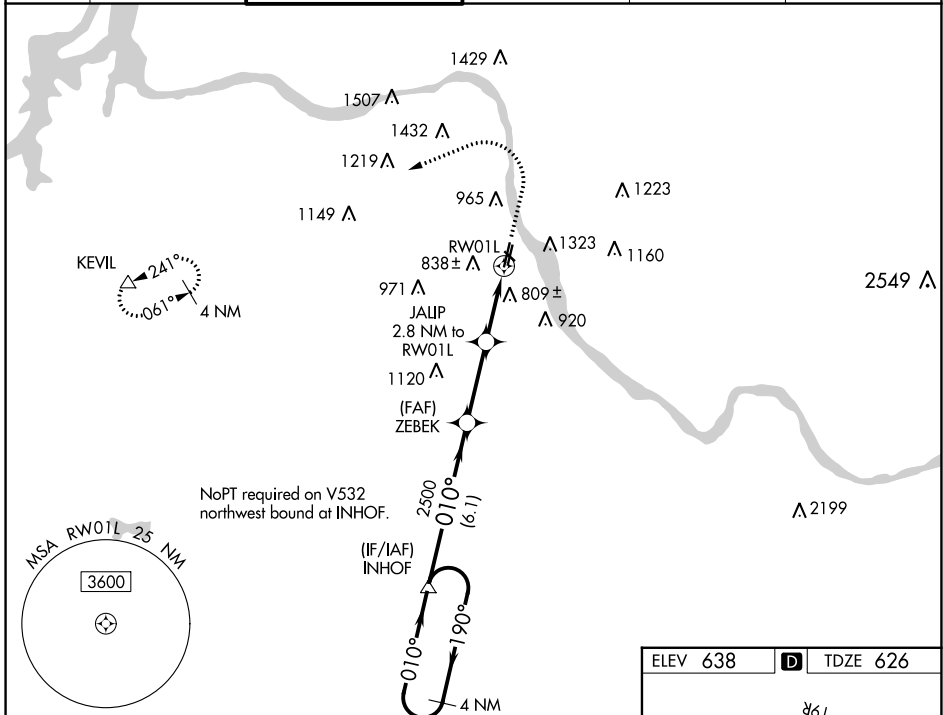 1429
1507
1432
1219
1223
965
1149
RW01L
1323
1160
838±
KEVIL
241°
061°
4 NM
971
809±
2549
JALIP
2.8 NM to
RW01L
920
1120
(FAF)
ZEBEK
NoPT required on V532
northwest bound at INHOF.
2500
010°
(6.1)
2199
MSA RW01L 25 NM
3600
(IF/IAF)
INHOF
010°
190°
4 NM
ELEV 638 D TDZE 626
19R